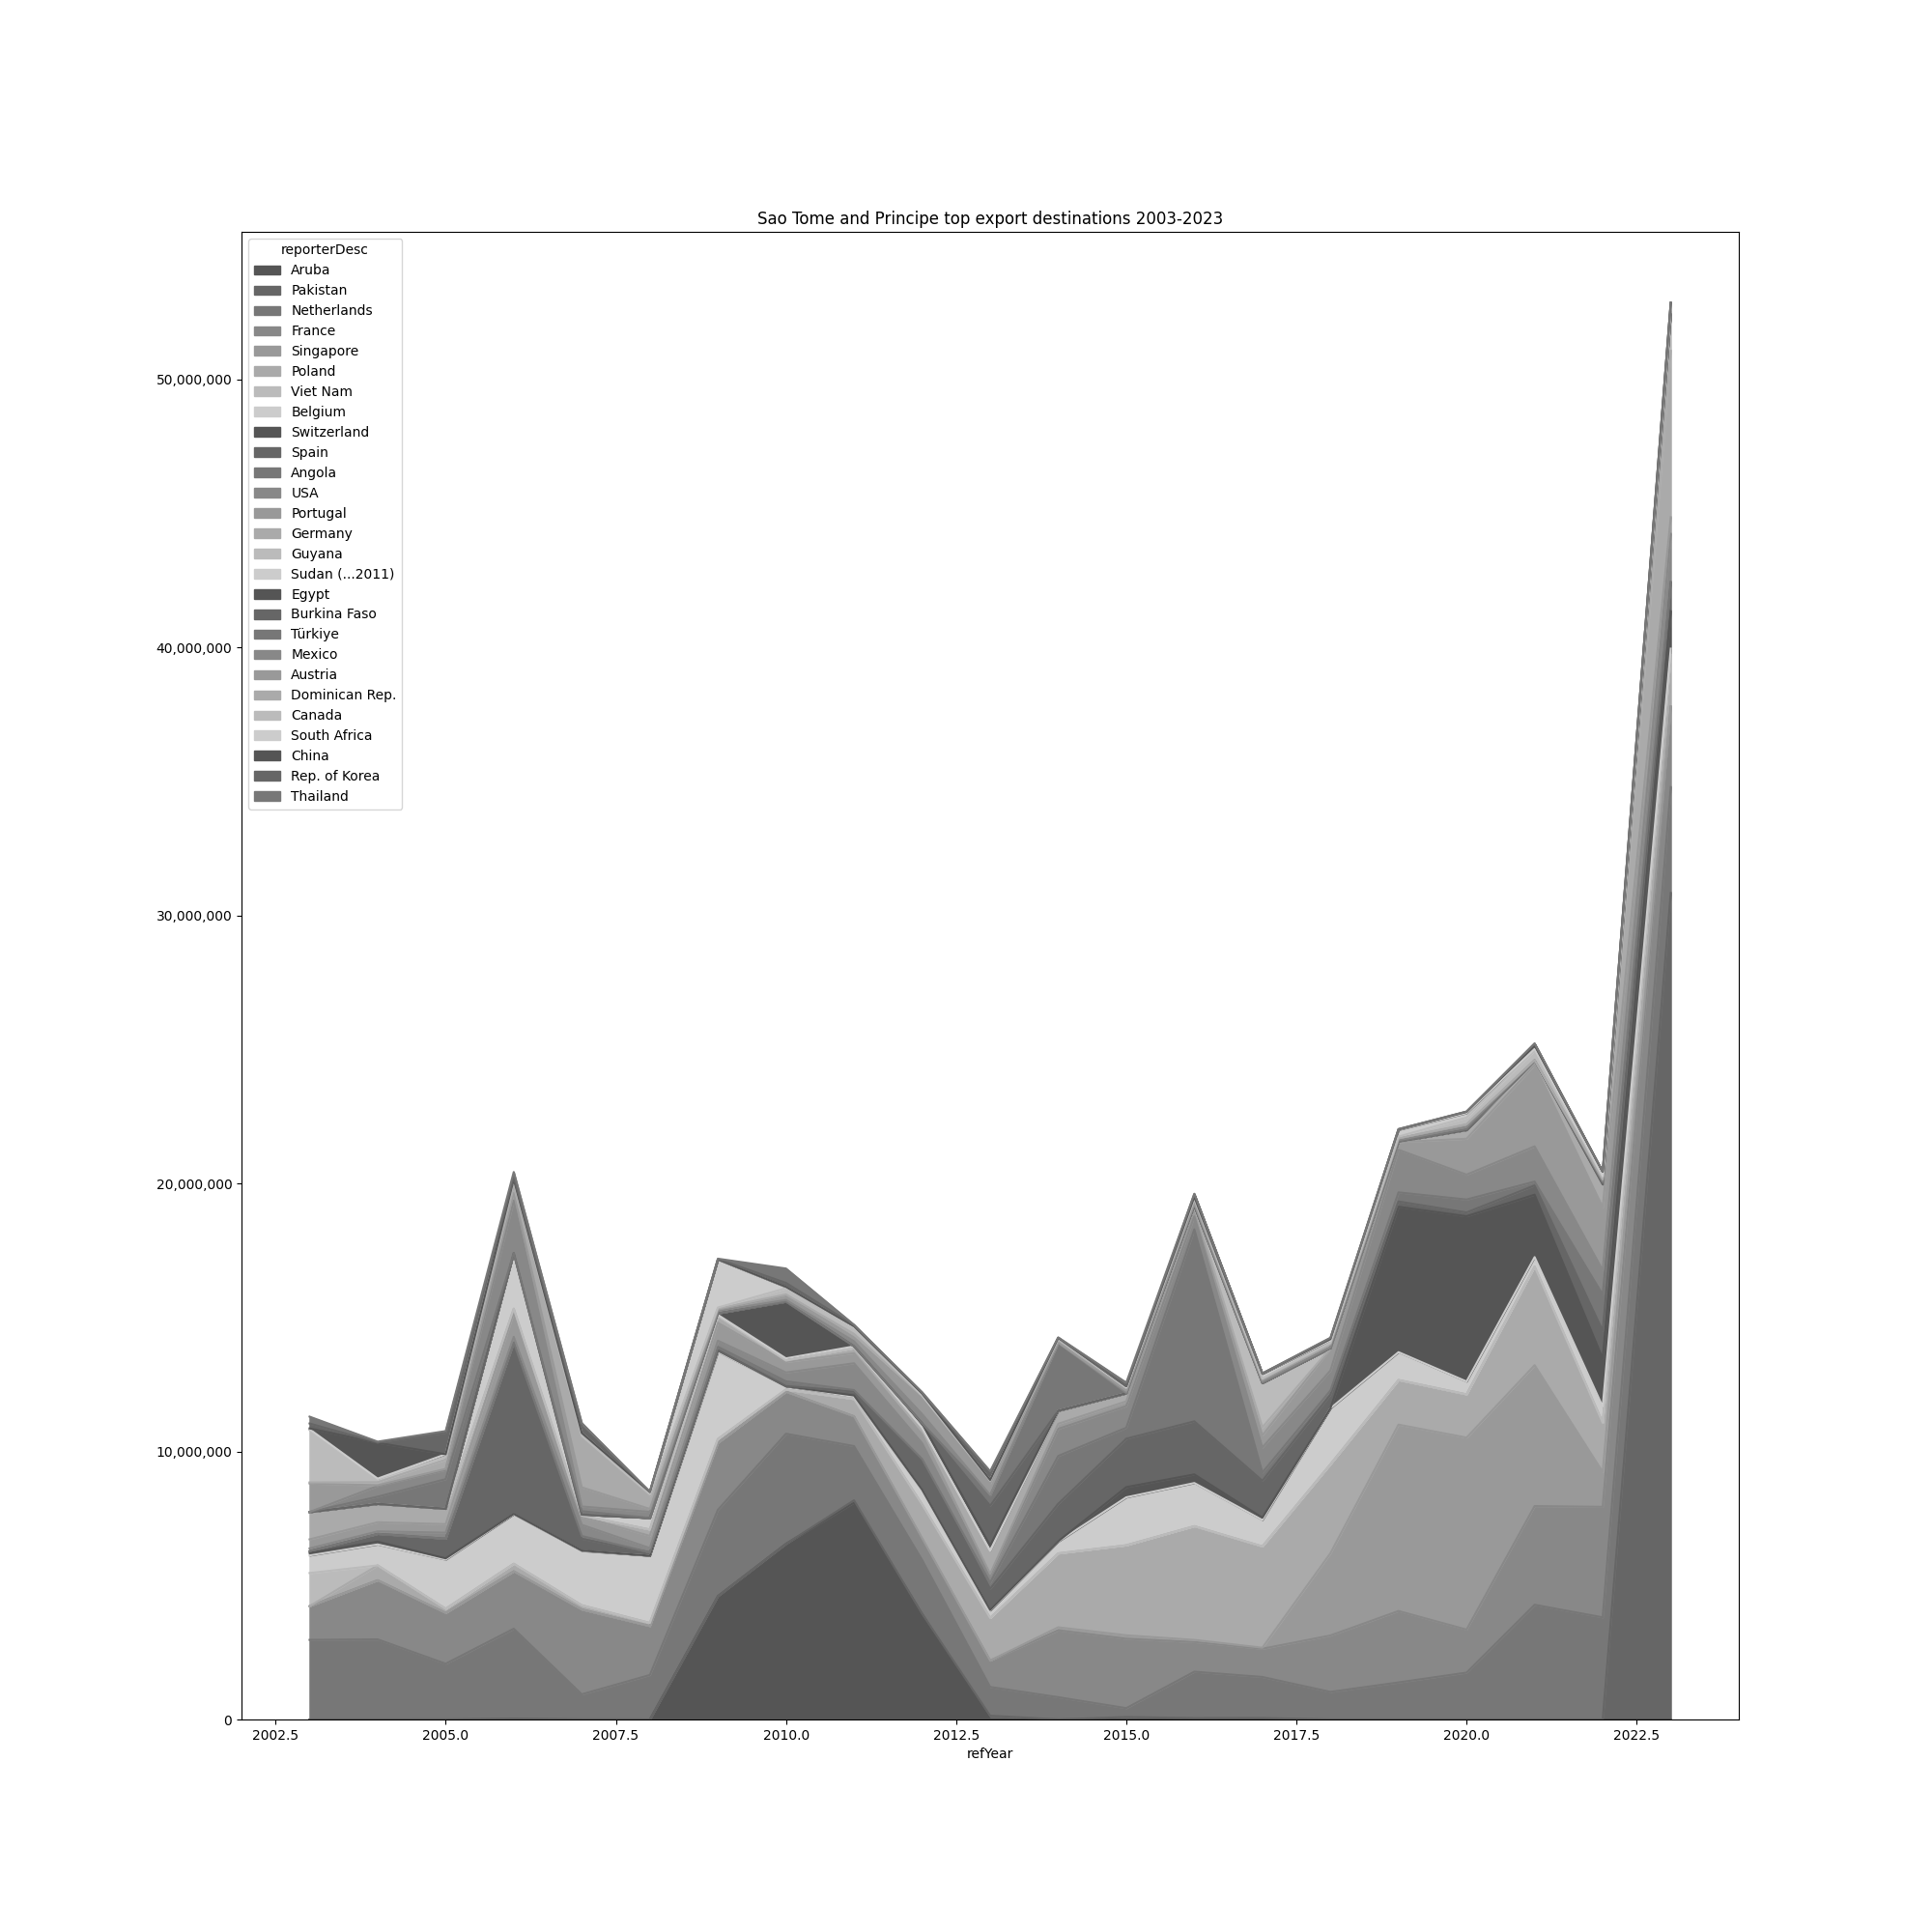 Sao Tome and Principe top export destinations 2003-2023
reporterDesc
Aruba
Pakistan
Netherlands
France
Singapore
Poland
Viet Nam
Belgium
Switzerland
Spain
Angola
USA
Portugal
Germany
Guyana
Sudan (...2011)
Egypt
Burkina Faso
Türkiye
Mexico
Austria
Dominican Rep.
Canada
South Africa
China
Rep. of Korea
Thailand
50,000,000
40,000,000
30,000,000
20,000,000
10,000,000
0
2002.5 2005.0 2007.5 2010.0 2012.5 2015.0 2017.5 2020.0 2022.5
refYear